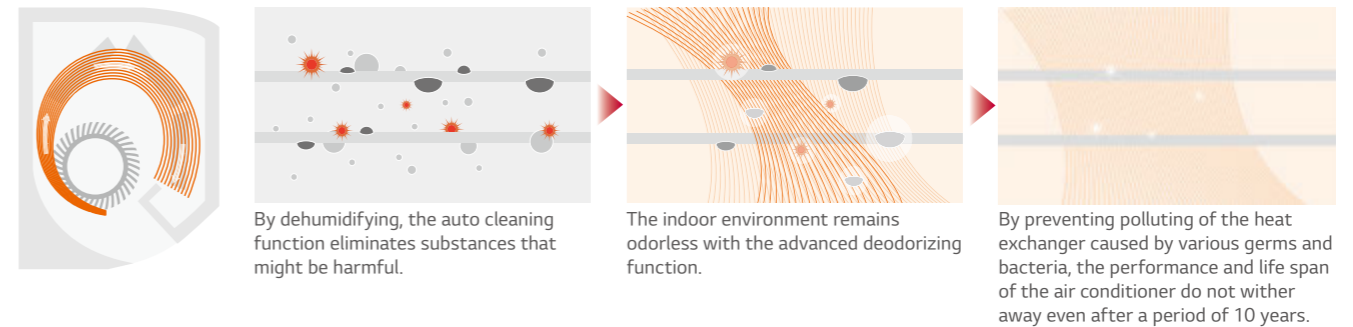 By dehumidifying, the auto cleaning
function eliminates substances that
might be harmful.
The indoor environment remains
odorless with the advanced deodorizing
function.
By preventing polluting of the heat
exchanger caused by various germs and
bacteria, the performance and life span
of the air conditioner do not wither
away even after a period of 10 years.